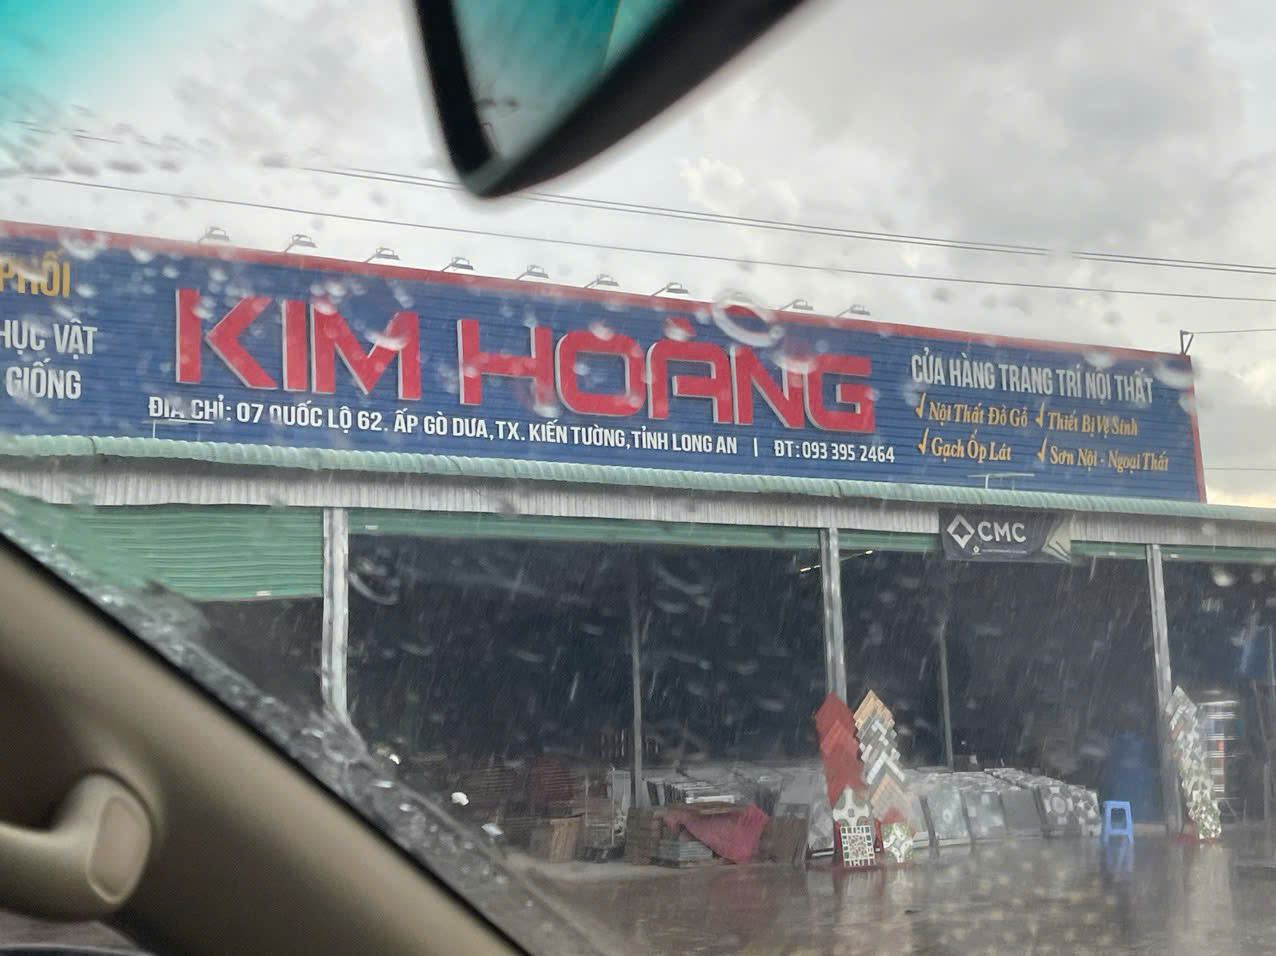 PHỐI
HỤC VẬT
GIỐNG
KIM HOÀNG
ĐỊA CHỈ: 07 QUỐC LỘ 62. ẤP GÒ DƯA, TX. KIẾN TƯỜNG, TỈNH LONG AN | ĐT: 093 395 2464
CỬA HÀNG TRANG TRÍ NỘI THẤT
✓ Nội Thất Đồ Gỗ ✓ Thiết Bị Vệ Sinh
✓ Gạch Ốp Lát ✓ Sơn Nội - Ngoại Thất
CMC